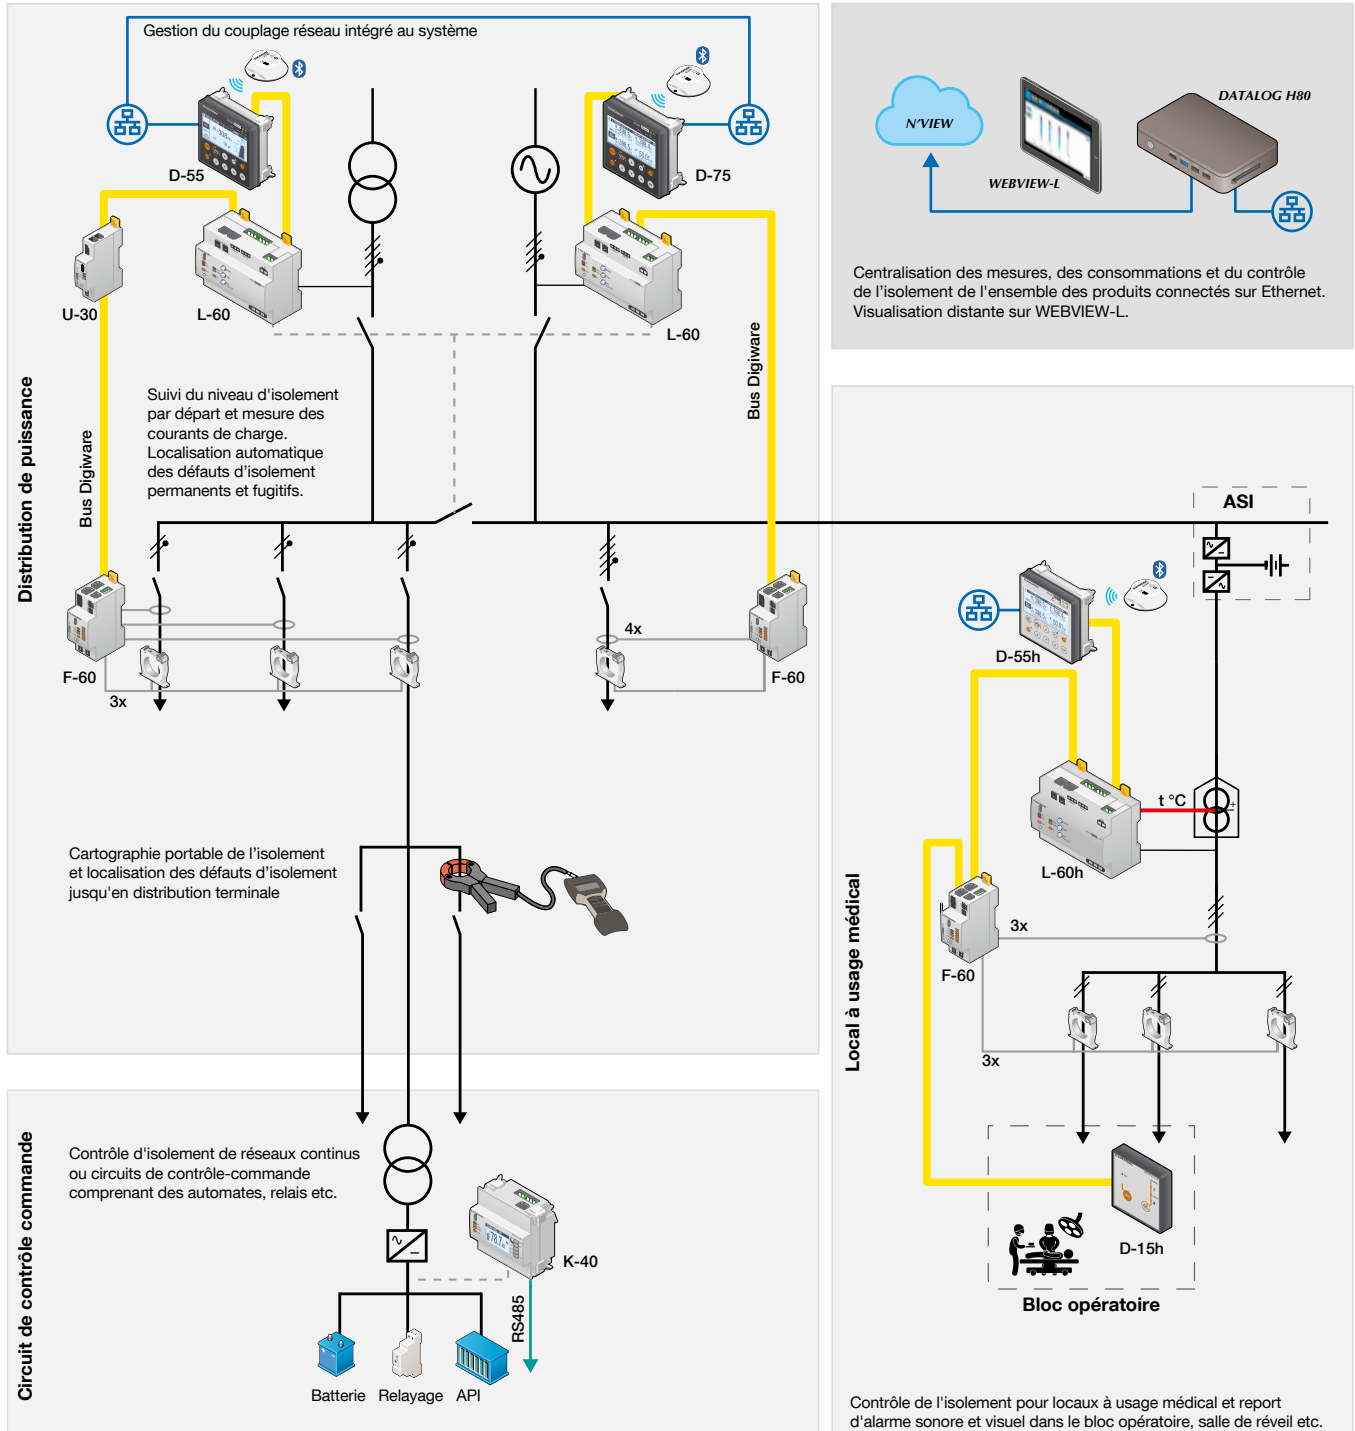 Gestion du couplage réseau intégré au système
D-55
D-75
U-30
L-60
L-60
Bus Digiware
Bus Digiware
Distribution de puissance
Suivi du niveau d'isolement
par départ et mesure des
courants de charge.
Localisation automatique
des défauts d'isolement
permanents et fugitifs.
F-60
3x
4x
F-60
Cartographie portable de l'isolement
et localisation des défauts d'isolement
jusqu'en distribution terminale
Circuit de contrôle commande
Contrôle d'isolement de réseaux continus
ou circuits de contrôle-commande
comprenant des automates, relais etc.
K-40
RS485
Batterie
Relayage
API
N'VIEW
WEBVIEW-L
DATALOG H80
Centralisation des mesures, des consommations et du contrôle
de l'isolement de l'ensemble des produits connectés sur Ethernet.
Visualisation distante sur WEBVIEW-L.
Local à usage médical
ASI
D-55h
t °C
L-60h
3x
F-60
3x
D-15h
Bloc opératoire
Contrôle de l'isolement pour locaux à usage médical et report
d'alarme sonore et visuel dans le bloc opératoire, salle de réveil etc.